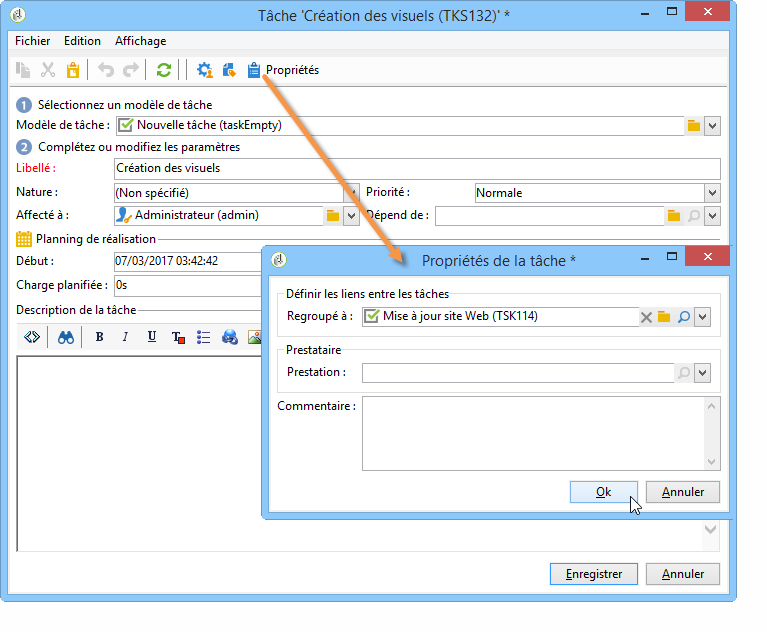 Tâche 'Création des visuels (TKS132)' *
Fichier Edition Affichage
Propriétés
1 Sélectionnez un modèle de tâche
Modèle de tâche : Nouvelle tâche (taskEmpty)
2 Complétez ou modifiez les paramètres
Libellé : Création des visuels
Nature : (Non spécifié) Priorité : Normale
Affecté à : Administrateur (admin) Dépend de :
Planning de réalisation
Début : 07/03/2017 03:42:42
Charge planifiée : 0s
Description de la tâche
B I U T
Propriétés de la tâche *
Définir les liens entre les tâches
Regroupé à : Mise à jour site Web (TSK114)
Prestataire
Prestation :
Commentaire :
Ok Annuler
Enregistrer Annuler